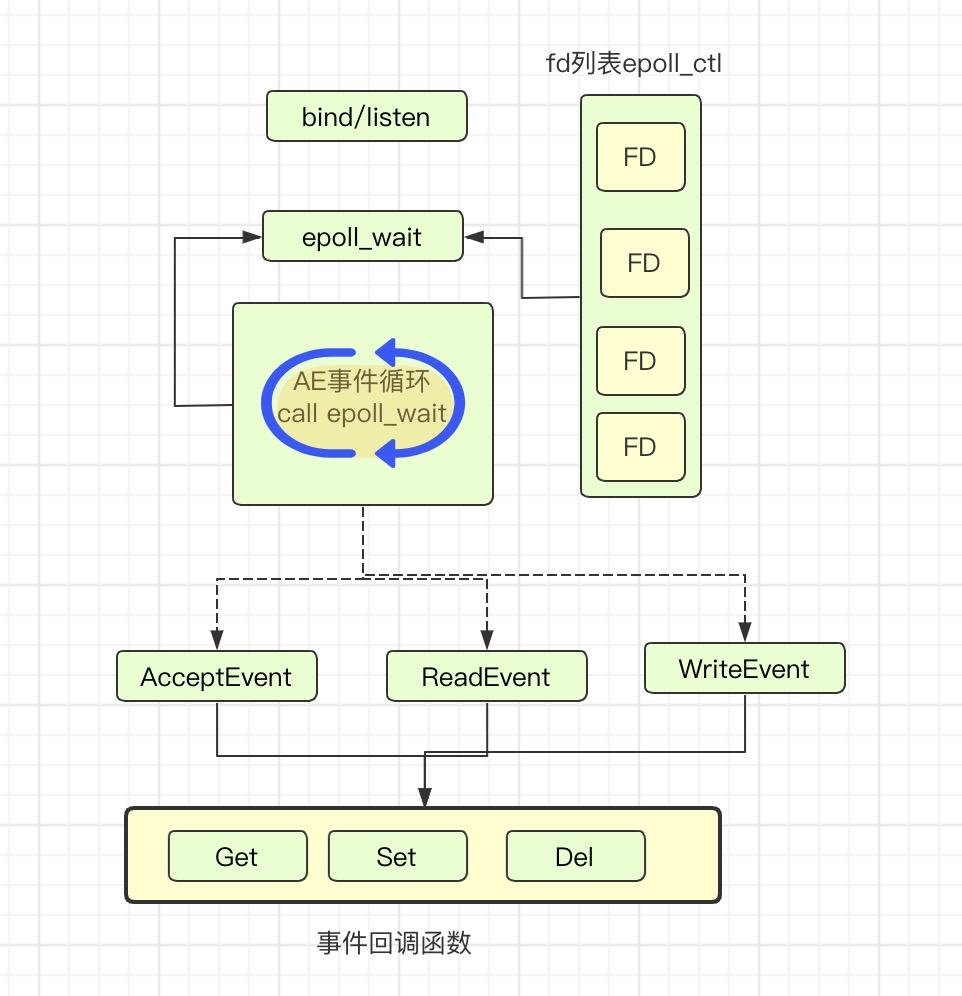 fd列表epoll_ctl
bind/listen
FD
epoll_wait
FD
FD
AE事件循环
call epoll_wait
FD
AcceptEvent
ReadEvent
WriteEvent
Get
Set
Del
事件回调函数